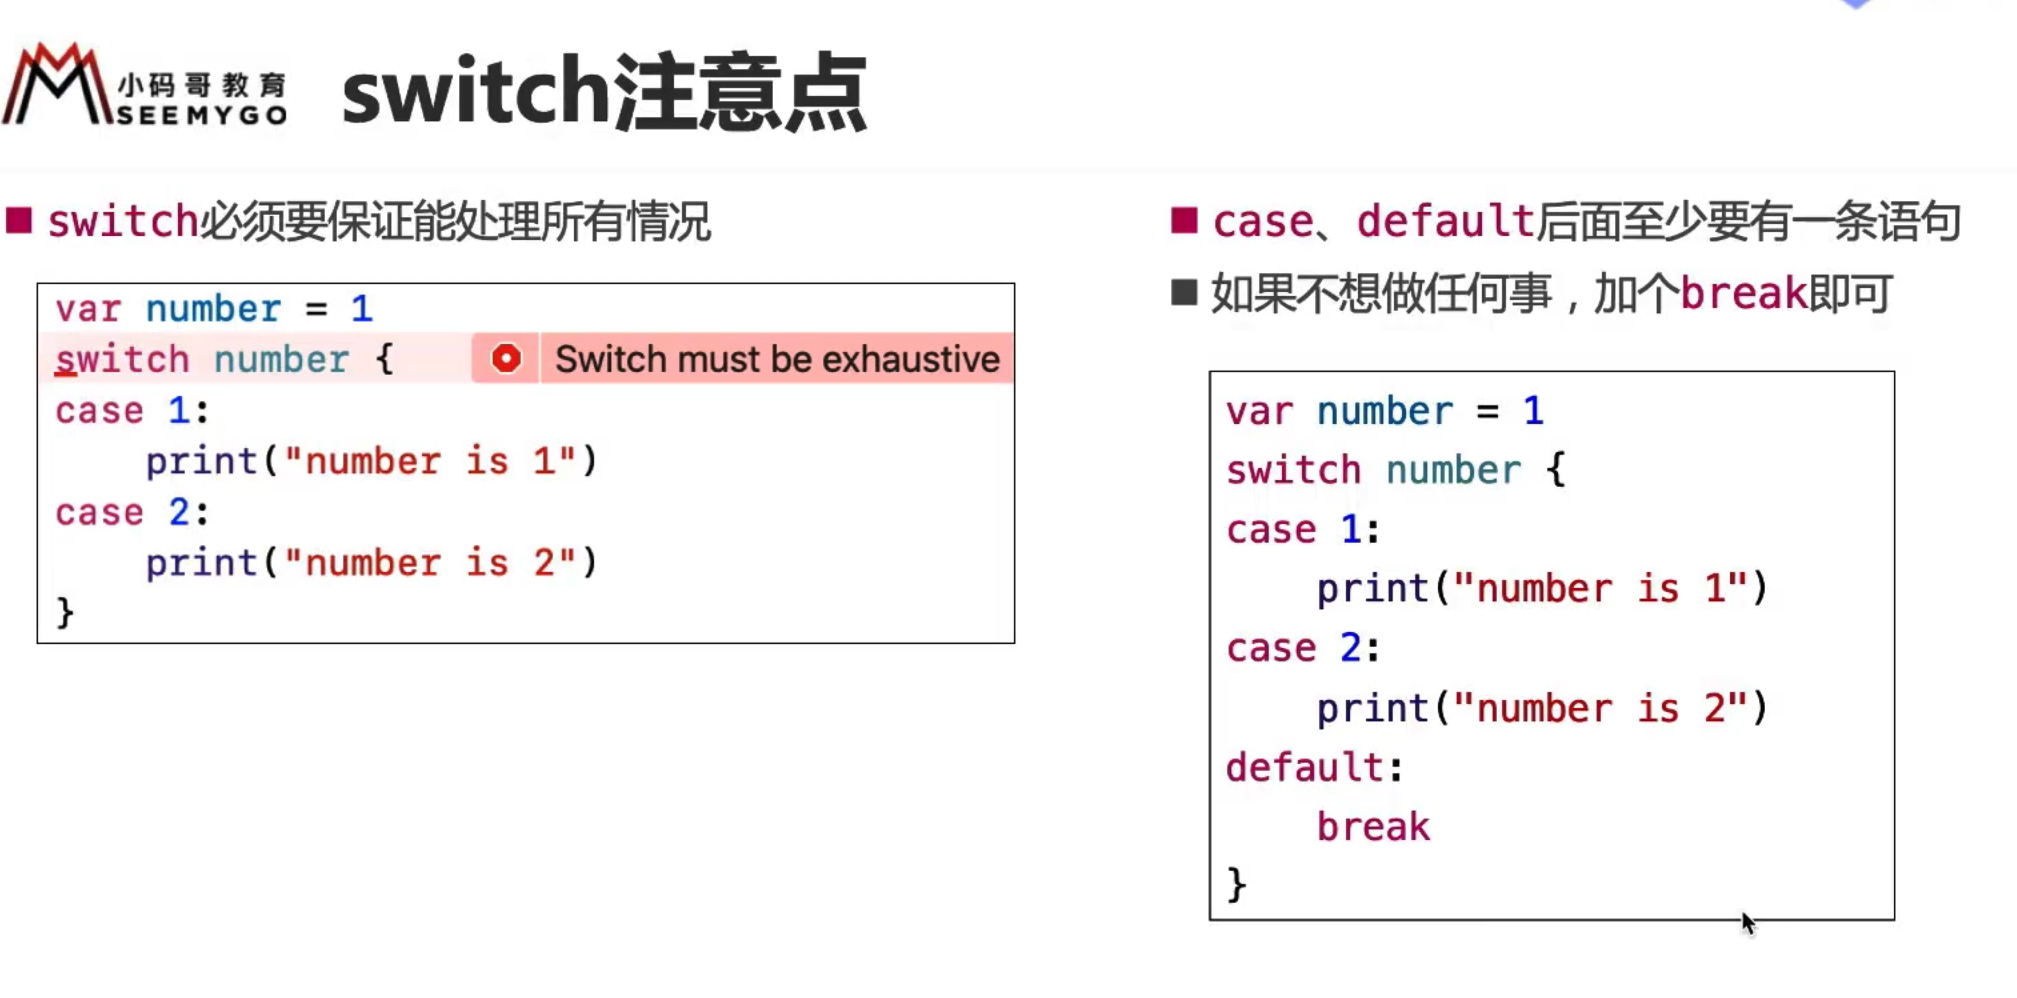 小码哥教育
SEEMYGO
switch注意点
switch必须要保证能处理所有情况
var number = 1
switch number {
Switch must be exhaustive
case 1:
    print("number is 1")
case 2:
    print("number is 2")
}
case、default后面至少要有一条语句
如果不想做任何事，加个break即可
var number = 1
switch number {
case 1:
    print("number is 1")
case 2:
    print("number is 2")
default:
    break
}